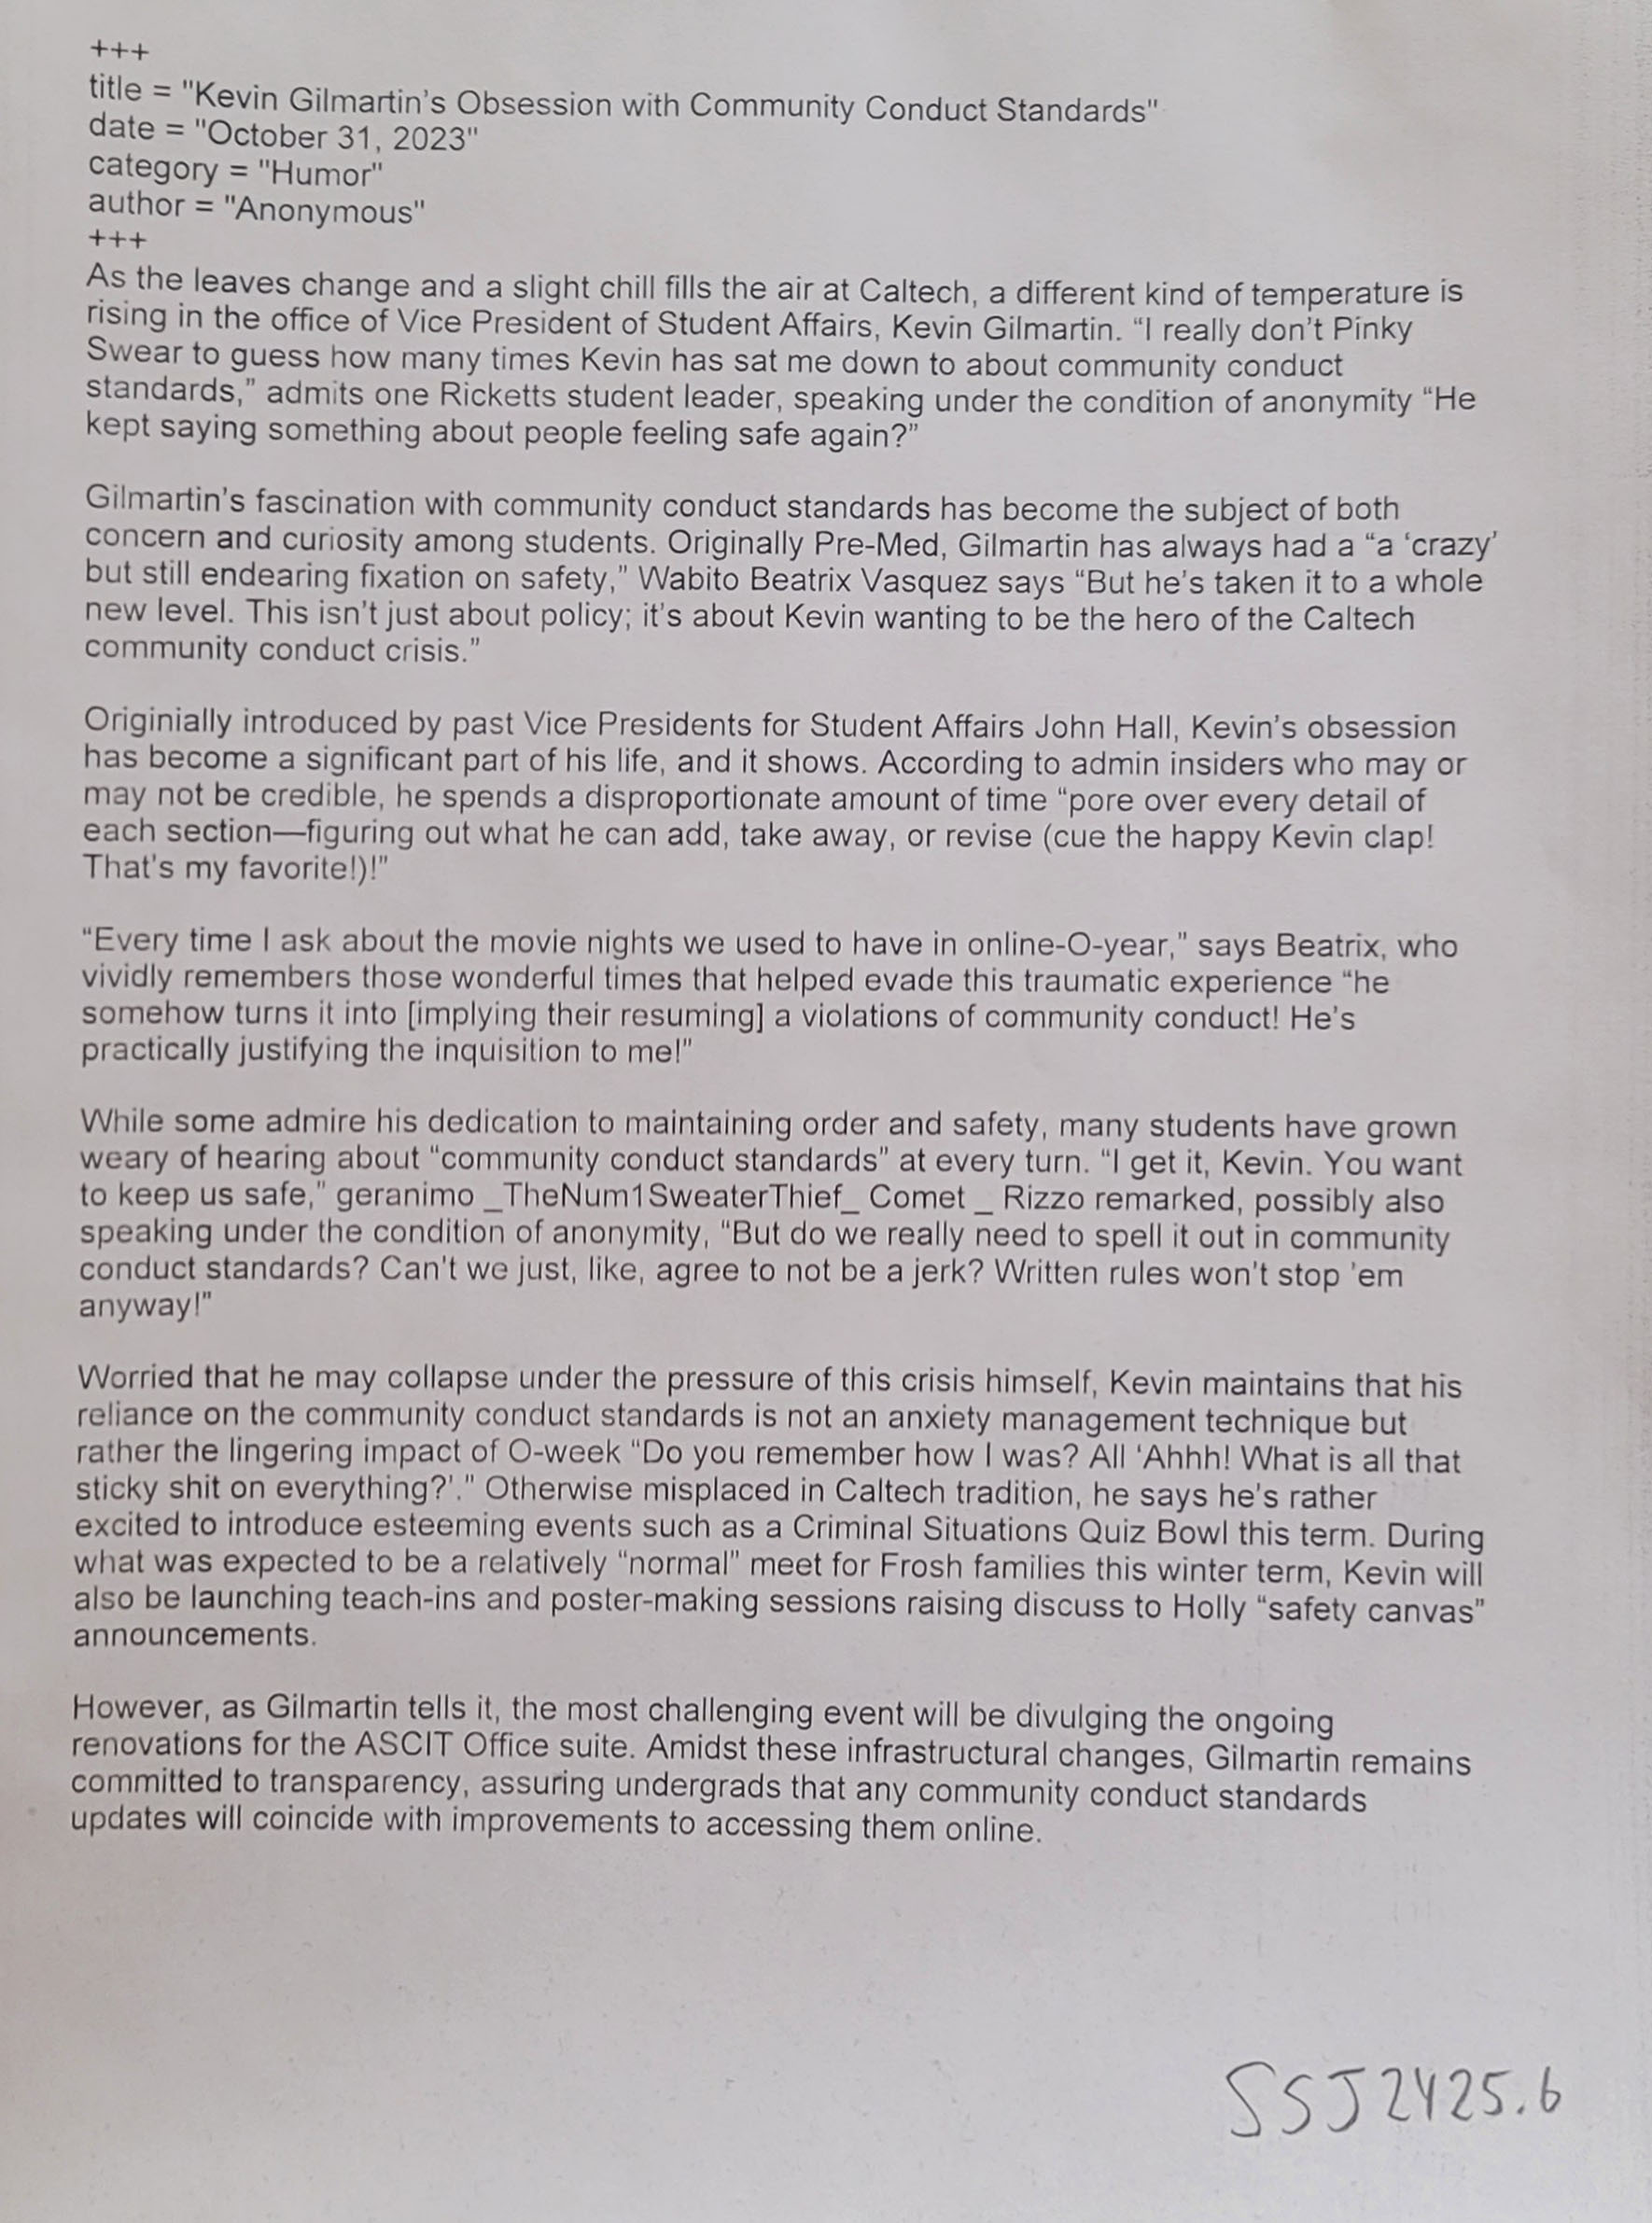 +++
title = "Kevin Gilmartin's Obsession with Community Conduct Standards"
date = "October 31, 2023"
category = "Humor"
author = "Anonymous"
+++
As the leaves change and a slight chill fills the air at Caltech, a different kind of temperature is
rising in the office of Vice President of Student Affairs, Kevin Gilmartin. “I really don’t Pinky
Swear to guess how many times Kevin has sat me down to about community conduct
standards,” admits one Ricketts student leader, speaking under the condition of anonymity “He
kept saying something about people feeling safe again?”
Gilmartin’s fascination with community conduct standards has become the subject of both
concern and curiosity among students. Originally Pre-Med, Gilmartin has always had a “a ‘crazy’
but still endearing fixation on safety,” Wabito Beatrix Vasquez says “But he’s taken it to a whole
new level. This isn’t just about policy; it’s about Kevin wanting to be the hero of the Caltech
community conduct crisis.”
Originially introduced by past Vice Presidents for Student Affairs John Hall, Kevin’s obsession
has become a significant part of his life, and it shows. According to admin insiders who may or
may not be credible, he spends a disproportionate amount of time “pore over every detail of
each section—figuring out what he can add, take away, or revise (cue the happy Kevin clap!
That's my favorite!)!”
“Every time I ask about the movie nights we used to have in online-O-year,” says Beatrix, who
vividly remembers those wonderful times that helped evade this traumatic experience “he
somehow turns it into [implying their resuming] a violations of community conduct! He’s
practically justifying the inquisition to me!”
While some admire his dedication to maintaining order and safety, many students have grown
weary of hearing about “community conduct standards” at every turn. “I get it, Kevin. You want
to keep us safe,” geranimo _TheNum1SweaterThief_ Comet _ Rizzo remarked, possibly also
speaking under the condition of anonymity, “But do we really need to spell it out in community
conduct standards? Can't we just, like, agree to not be a jerk? Written rules won't stop 'em
anyway!"
Worried that he may collapse under the pressure of this crisis himself, Kevin maintains that his
reliance on the community conduct standards is not an anxiety management technique but
rather the lingering impact of O-week “Do you remember how I was? All ‘Ahhh! What is all that
sticky shit on everything?’." Otherwise misplaced in Caltech tradition, he says he’s rather
excited to introduce esteeming events such as a Criminal Situations Quiz Bowl this term. During
what was expected to be a relatively “normal” meet for Frosh families this winter term, Kevin will
also be launching teach-ins and poster-making sessions raising discuss to Holly “safety canvas”
announcements.
However, as Gilmartin tells it, the most challenging event will be divulging the ongoing
renovations for the ASCIT Office suite. Amidst these infrastructural changes, Gilmartin remains
committed to transparency, assuring undergrads that any community conduct standards
updates will coincide with improvements to accessing them online.
SSJ2425.6